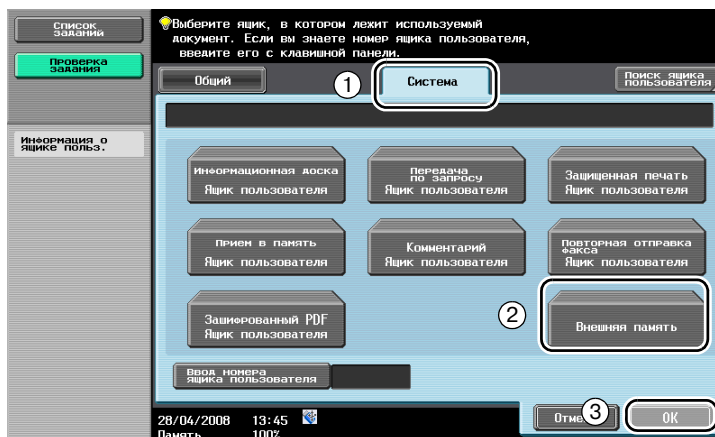 Список
заданий
Проверка
задания
Информация о
ящике польз.
Выберите ящик, в котором лежит используемый
документ. Если вы знаете номер ящика пользователя,
введите его с клавишной панели.
Общий
1
Система
Поиск ящика
пользователя
Информационная доска
Ящик пользователя
Передача
по запросу
Ящик пользователя
Защищенная печать
Ящик пользователя
Прием в память
Ящик пользователя
Комментарий
Ящик пользователя
Повторная отправка
факса
Ящик пользователя
Зашифрованный PDF
Ящик пользователя
2
Внешняя память
Ввод номера
ящика пользователя
3
OK
28/04/2008 13:45
Память 100%